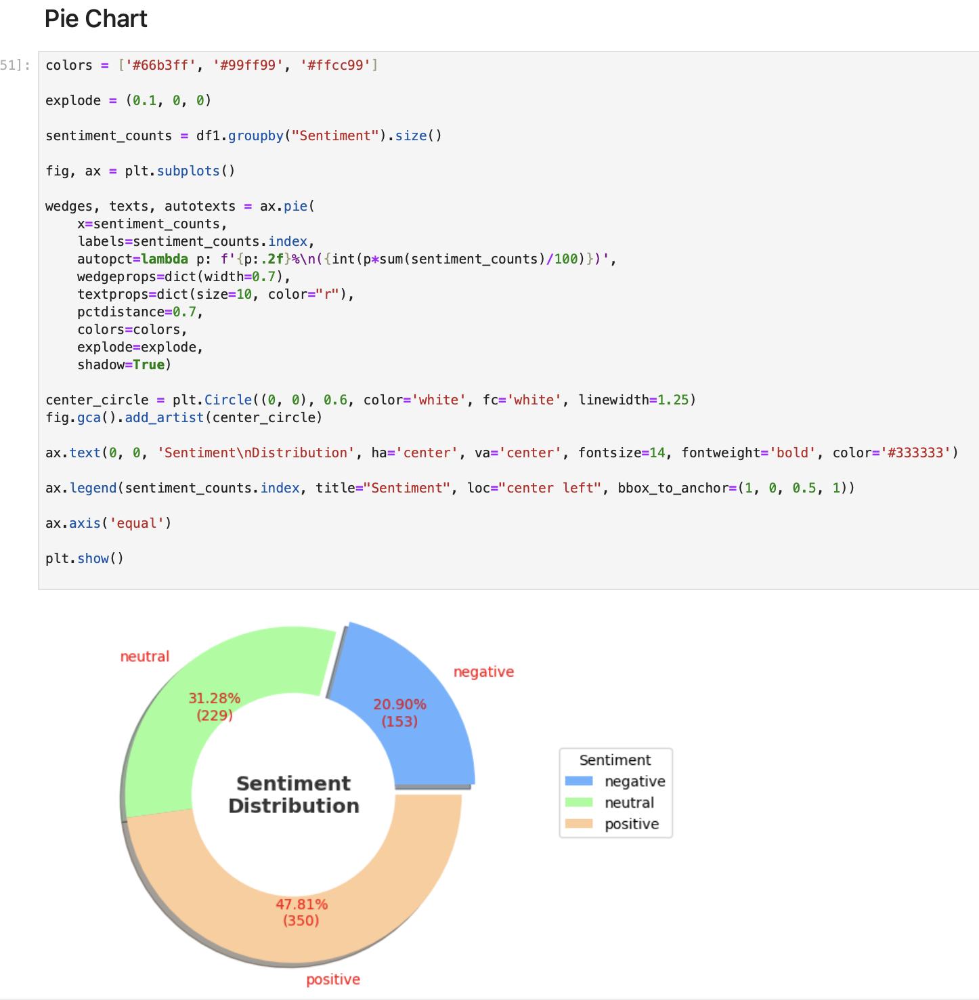 Pie Chart
51]:
colors = ['#66b3ff', '#99ff99', '#ffcc99']
explode = (0.1, 0, 0)
sentiment_counts = df1.groupby("Sentiment").size()
fig, ax = plt.subplots()
wedges, texts, autotexts = ax.pie(
    x=sentiment_counts,
    labels=sentiment_counts.index,
    autopct=lambda p: f'{p:.2f}%\n({int(p*sum(sentiment_counts)/100)})',
    wedgeprops=dict(width=0.7),
    textprops=dict(size=10, color="r"),
    pctdistance=0.7,
    colors=colors,
    explode=explode,
    shadow=True)
center_circle = plt.Circle((0, 0), 0.6, color='white', fc='white', linewidth=1.25)
fig.gca().add_artist(center_circle)
ax.text(0, 0, 'Sentiment\nDistribution', ha='center', va='center', fontsize=14, fontweight='bold', color='#333333')
ax.legend(sentiment_counts.index, title="Sentiment", loc="center left", bbox_to_anchor=(1, 0, 0.5, 1))
ax.axis('equal')
plt.show()
neutral
negative
31.28%
(229)
20.90%
(153)
Sentiment
Distribution
47.81%
(350)
positive
Sentiment
negative
neutral
positive